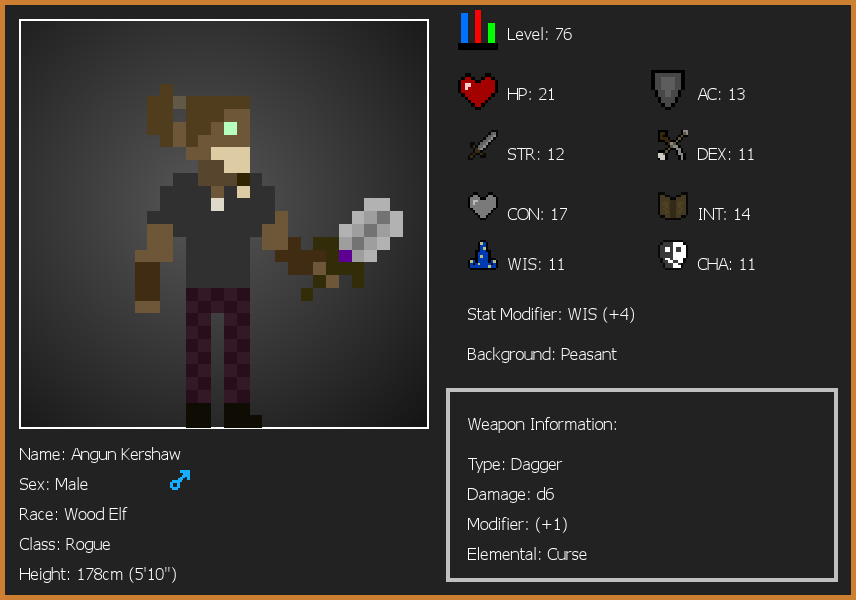 Level: 76
HP: 21
AC: 13
STR: 12
DEX: 11
CON: 17
INT: 14
WIS: 11
CHA: 11
Stat Modifier: WIS (+4)
Background: Peasant
Weapon Information:
Type: Dagger
Damage: d6
Modifier: (+1)
Elemental: Curse
Name: Angun Kershaw
Sex: Male
Race: Wood Elf
Class: Rogue
Height: 178cm (5'10")